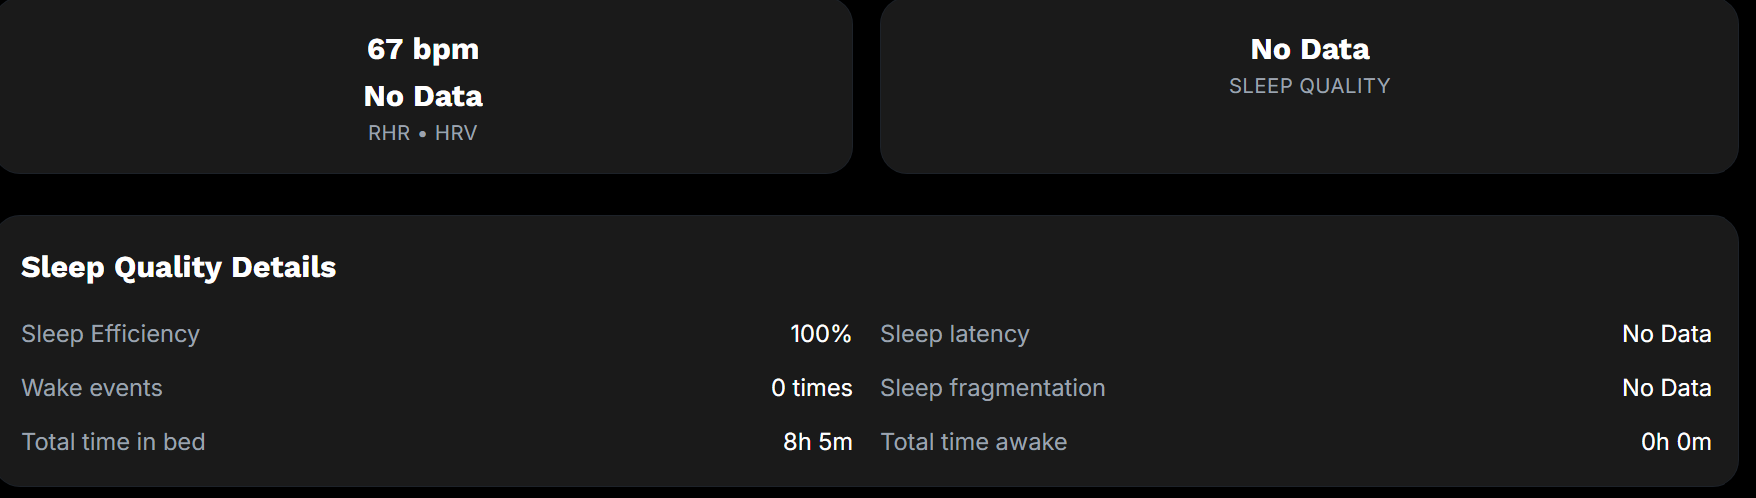 67 bpm
No Data
RHR • HRV
No Data
SLEEP QUALITY
Sleep Quality Details
Sleep Efficiency 100%
Sleep latency No Data
Wake events 0 times
Sleep fragmentation No Data
Total time in bed 8h 5m
Total time awake 0h 0m